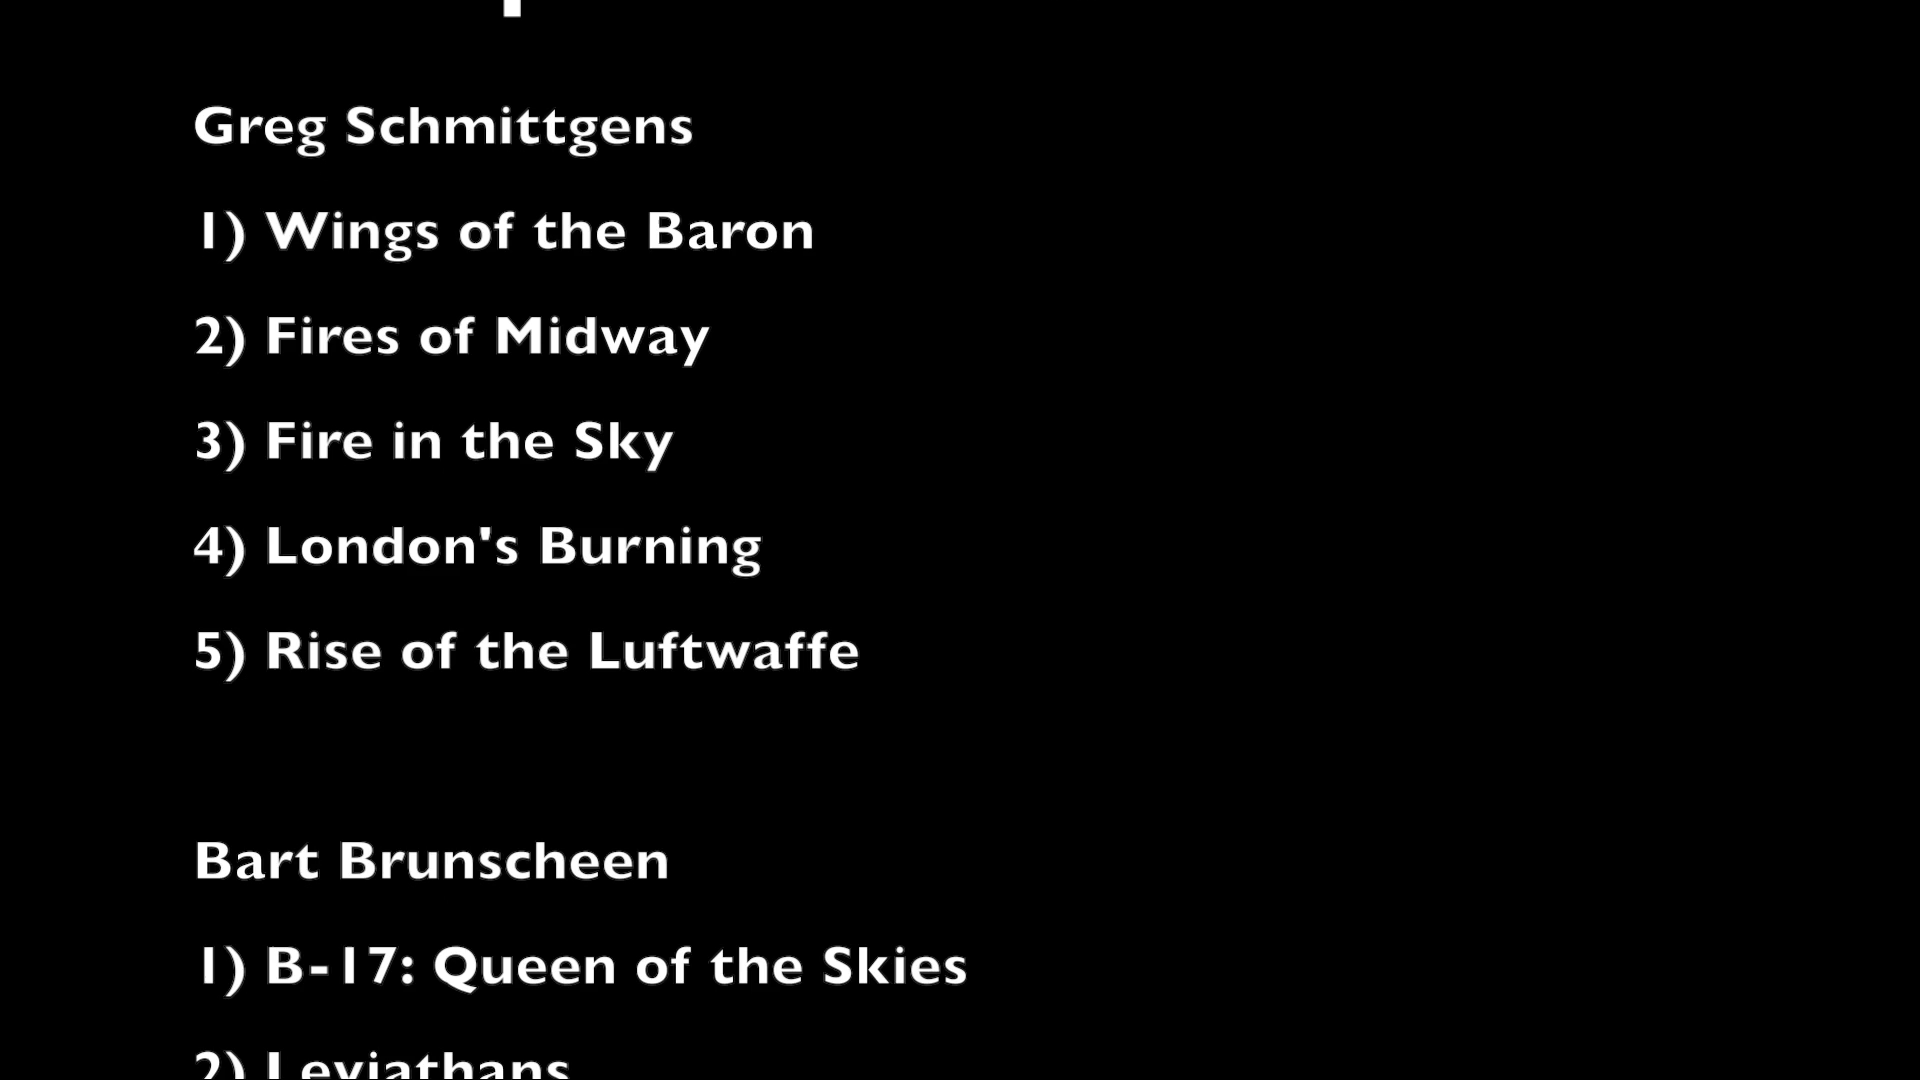 Greg Schmittgens
1) Wings of the Baron
2) Fires of Midway
3) Fire in the Sky
4) London's Burning
5) Rise of the Luftwaffe
Bart Brunscheen
1) B-17: Queen of the Skies
2) Leviathans